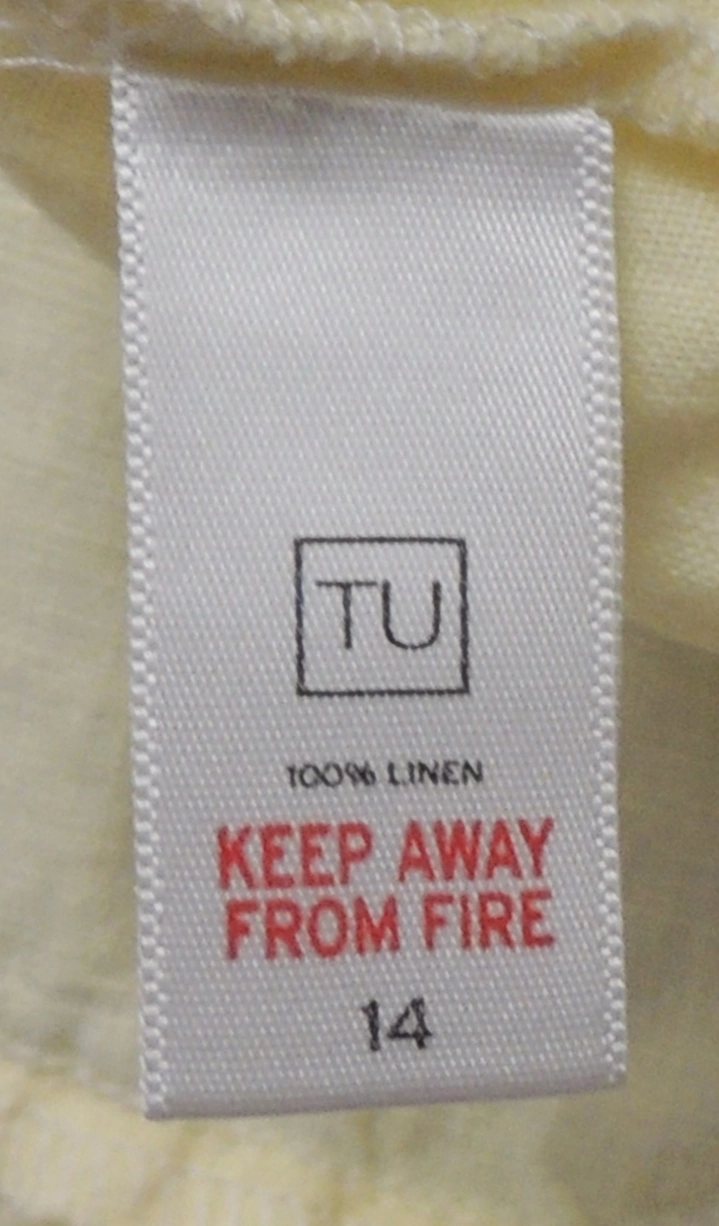 TU
100% LINEN
KEEP AWAY
FROM FIRE
14